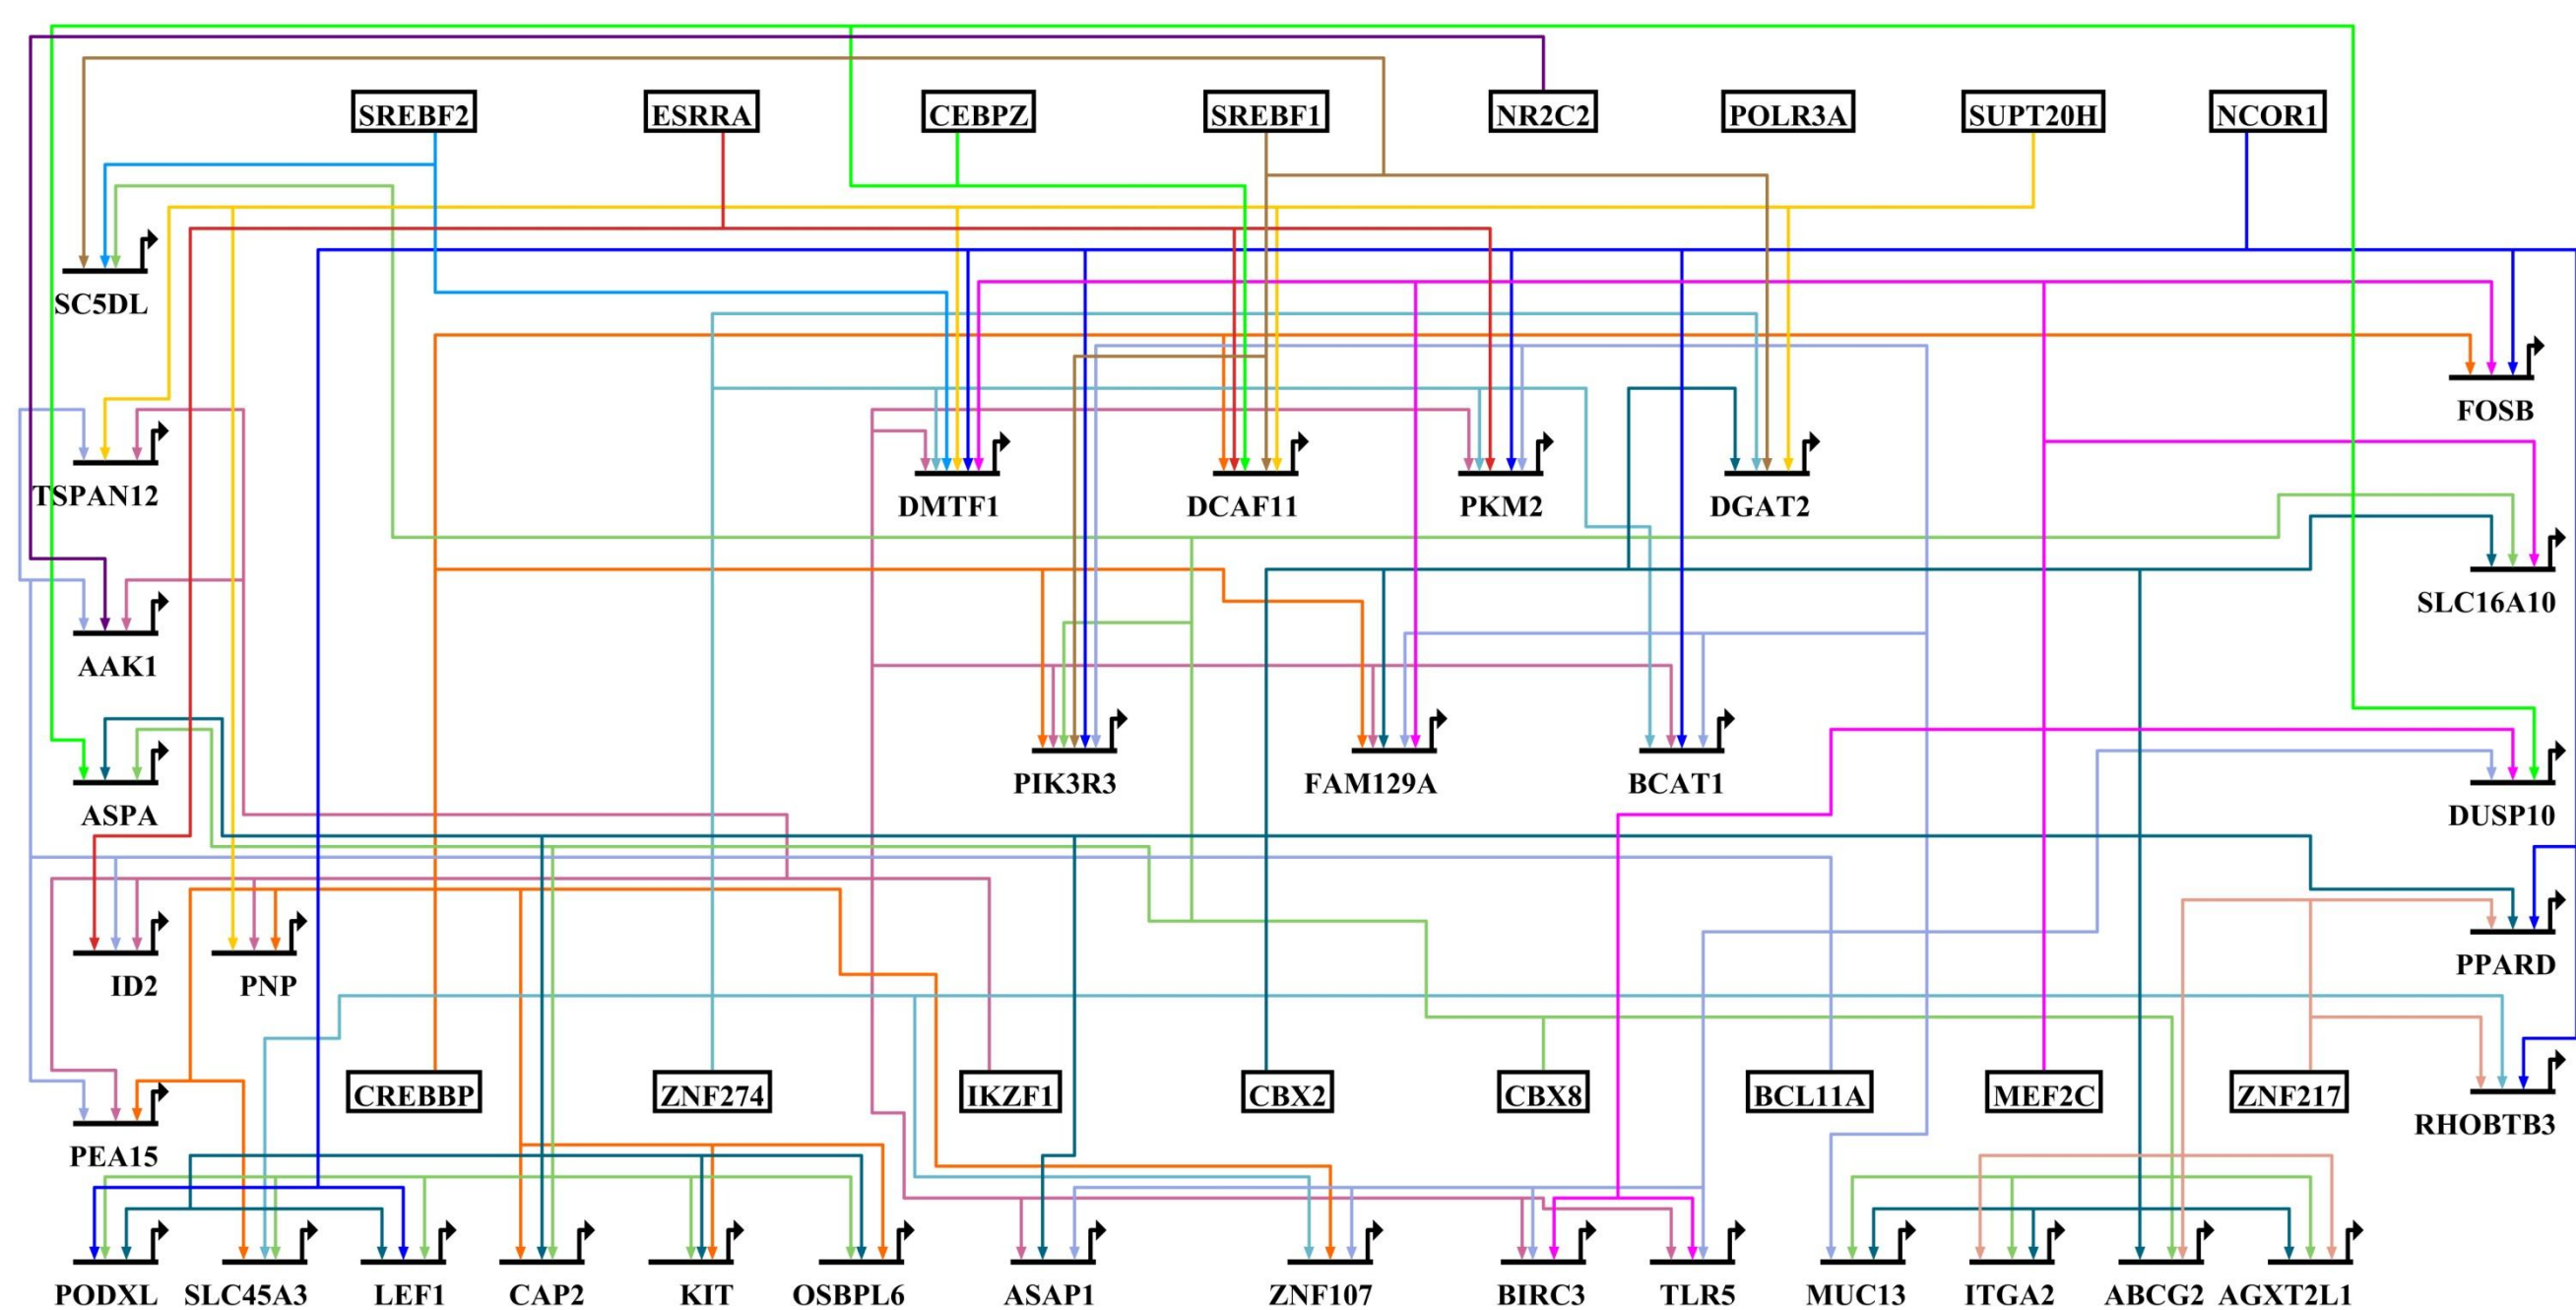 SREBF2 ESRRA CEBPZ SREBF1 NR2C2 POLR3A SUPT20H NCOR1
SC5DL
FOSB
TSPAN12 DMTF1 DCAF11 PKM2 DGAT2
SLC16A10
AAK1
PIK3R3 FAM129A BCAT1
ASPA DUSP10
ID2 PNP PPARD
CREBBP ZNF274 IKZF1 CBX2 CBX8 BCL11A MEF2C ZNF217
RHOBTB3
PEA15
PODXL SLC45A3 LEF1 CAP2 KIT OSBPL6 ASAP1 ZNF107 BIRC3 TLR5 MUC13 ITGA2 ABCG2 AGXT2L1